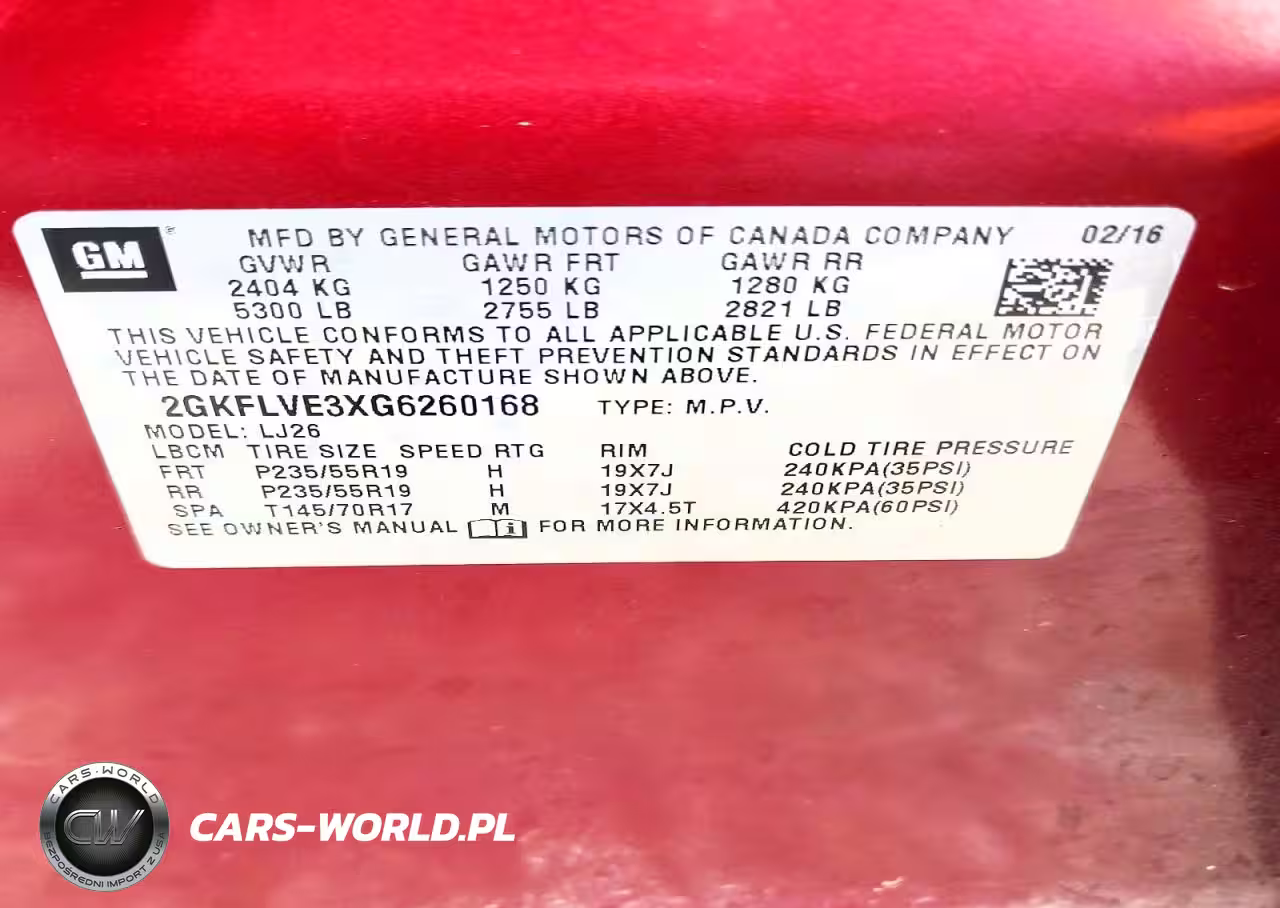 GM ®
MFD BY GENERAL MOTORS OF CANADA COMPANY 02/16
GVWR GAWR FRT GAWR RR
2404 KG 1250 KG 1280 KG
5300 LB 2755 LB 2821 LB
THIS VEHICLE CONFORMS TO ALL APPLICABLE U.S. FEDERAL MOTOR
VEHICLE SAFETY AND THEFT PREVENTION STANDARDS IN EFFECT ON
THE DATE OF MANUFACTURE SHOWN ABOVE.
2GKFLVE3XG6260168 TYPE: M.P.V.
MODEL: LJ26
LBCM TIRE SIZE SPEED RTG RIM COLD TIRE PRESSURE
FRT P235/55R19 H 19X7J 240KPA(35PSI)
RR P235/55R19 H 19X7J 240KPA(35PSI)
SPA T145/70R17 M 17X4.5T 420KPA(60PSI)
SEE OWNER'S MANUAL i FOR MORE INFORMATION.
CARS-WORLD
CW
BEZPOŚREDNI IMPORT Z USA
CARS-WORLD.PL